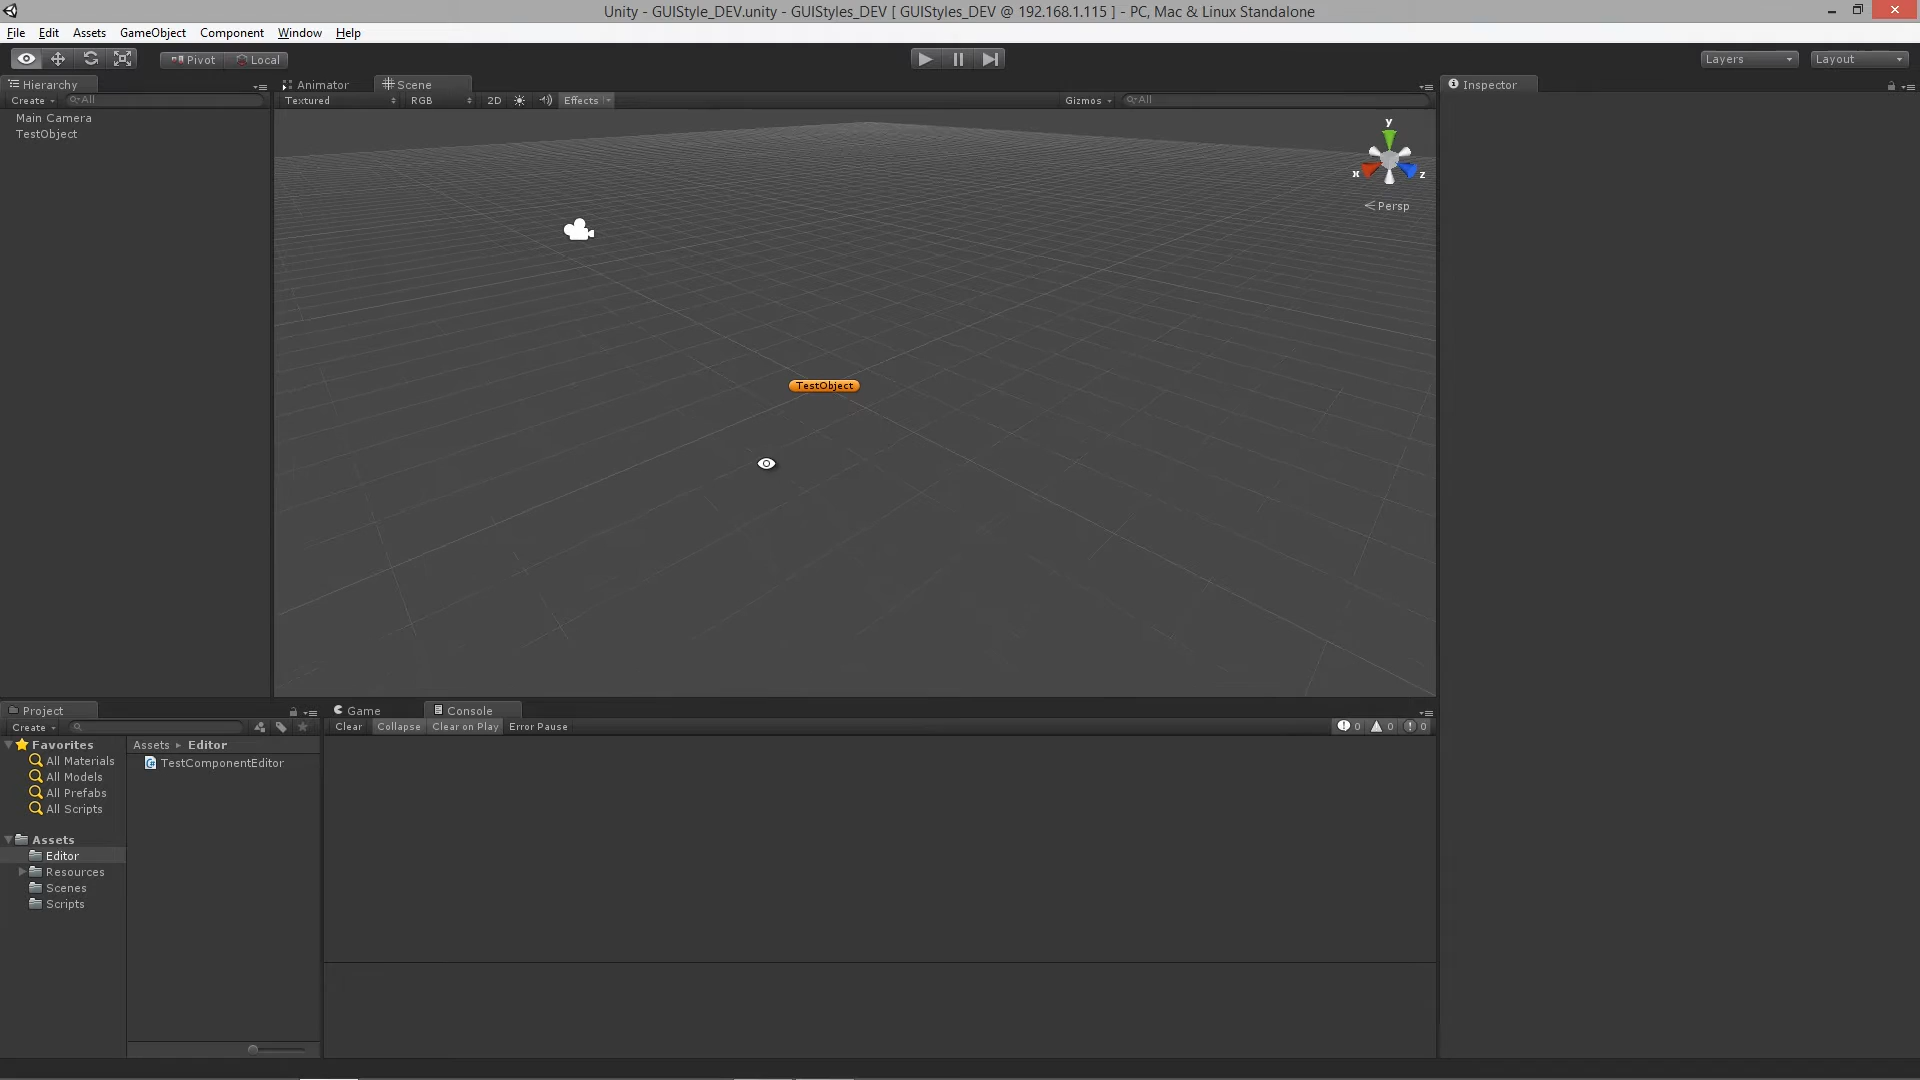 Unity - GUIStyle_DEV.unity - GUIStyles_DEV [ GUIStyles_DEV @ 192.168.1.115 ] - PC, Mac & Linux Standalone
File Edit Assets GameObject Component Window Help
Pivot Local Layers Layout
Hierarchy Animator Scene Inspector
Create All Textured RGB 2D Effects Gizmos All
Main Camera
TestObject
y
x z
Persp
TestObject
Project Game Console
Create Clear Collapse Clear on Play Error Pause 0 0 0
Favorites
All Materials
All Models
All Prefabs
All Scripts
Assets
Editor
Resources
Scenes
Scripts
Assets Editor
TestComponentEditor